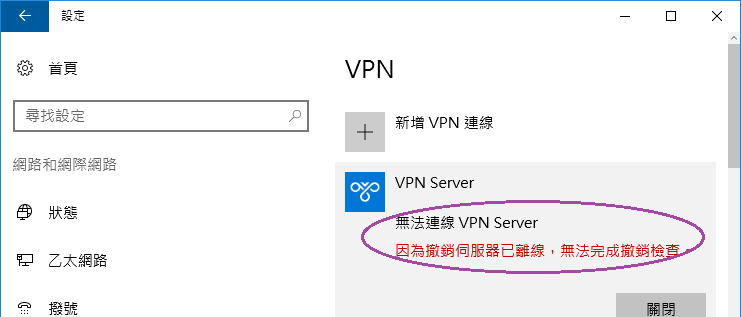 設定
首頁
尋找設定
網路和網際網路
狀態
乙太網路
撥號
VPN
新增 VPN 連線
VPN Server
無法連線 VPN Server
因為撤銷伺服器已離線，無法完成撤銷檢查。
關閉